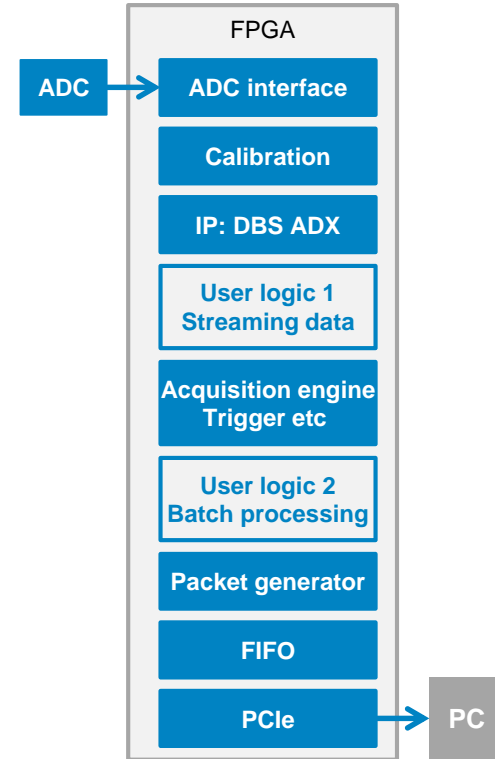 FPGA
ADC
ADC interface
Calibration
IP: DBS ADX
User logic 1
Streaming data
Acquisition engine
Trigger etc
User logic 2
Batch processing
Packet generator
FIFO
PCIe
PC